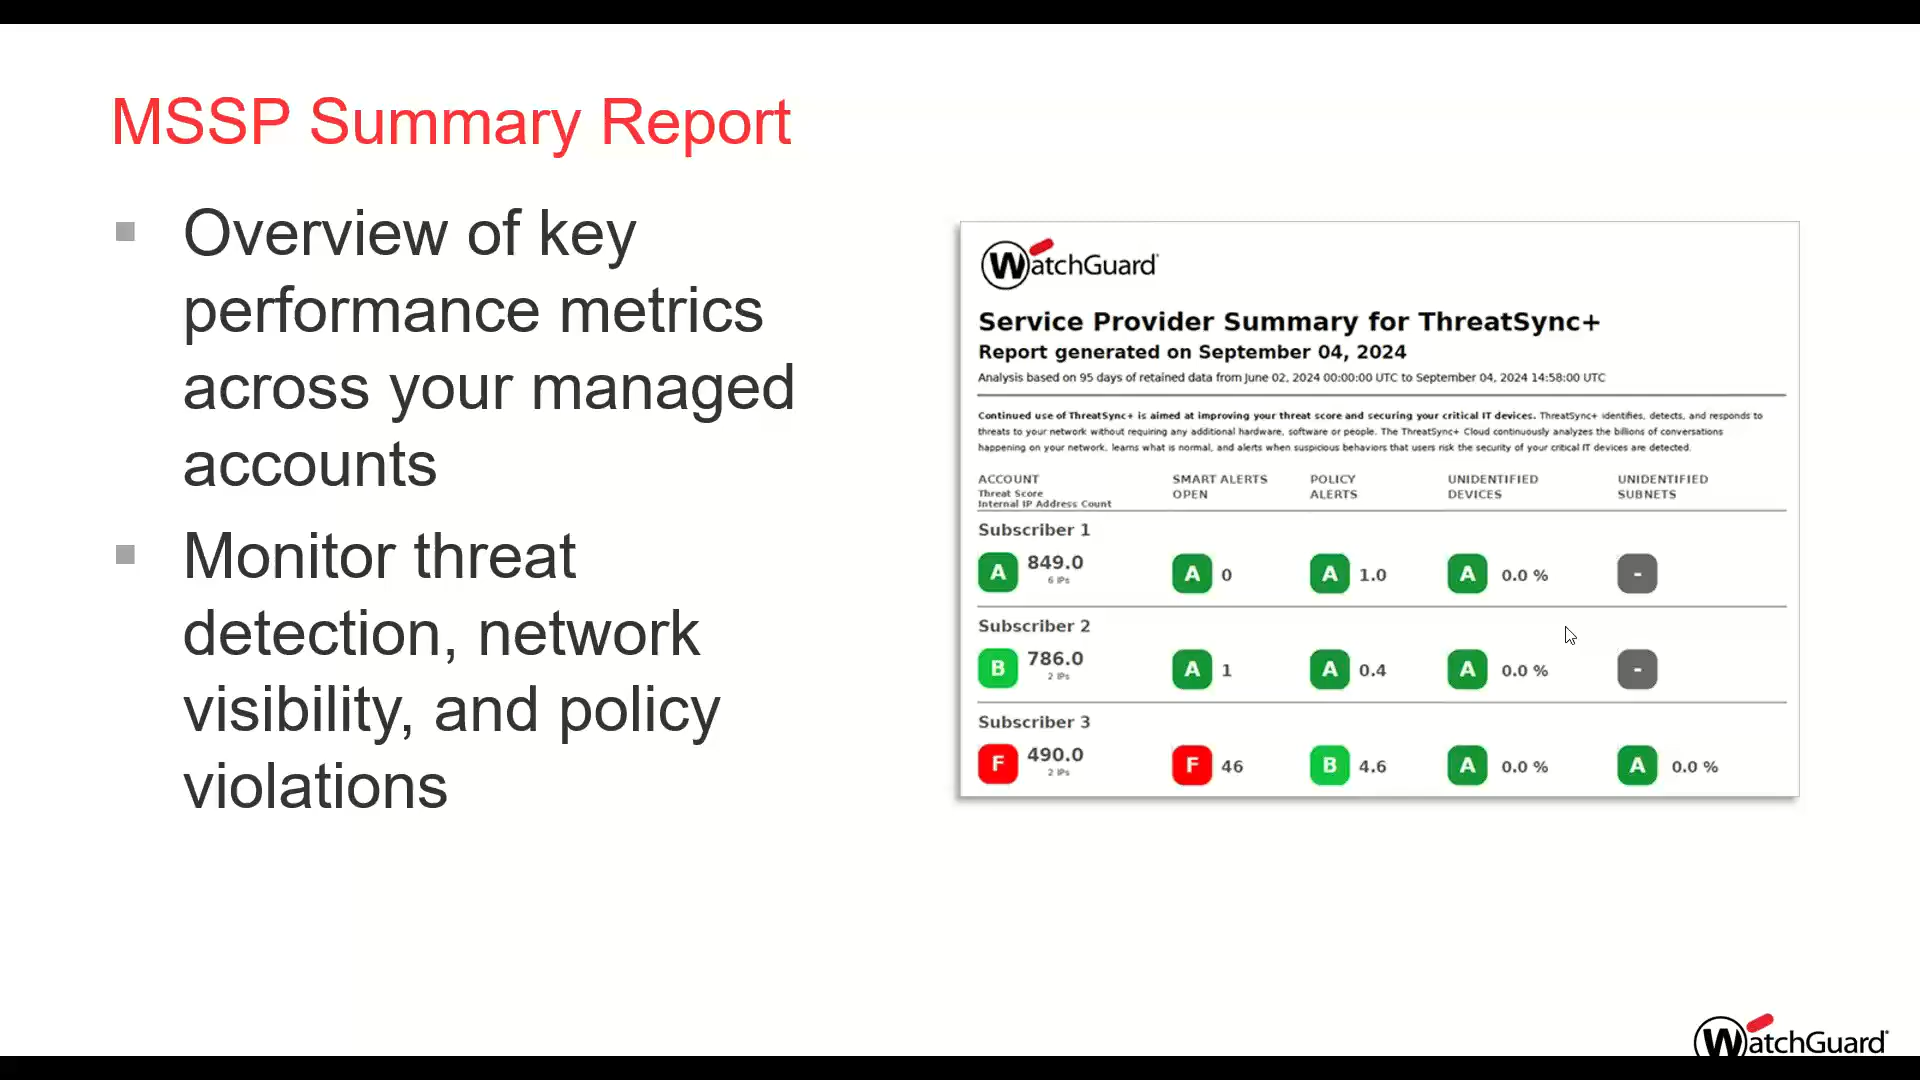 MSSP Summary Report
Overview of key
performance metrics
across your managed
accounts
Monitor threat
detection, network
visibility, and policy
violations
WatchGuard
Service Provider Summary for ThreatSync+
Report generated on September 04, 2024
Analysis based on 95 days of retained data from June 02, 2024 00:00:00 UTC to September 04, 2024 14:58:00 UTC
Continued use of ThreatSync+ is aimed at improving your threat score and securing your critical IT devices. ThreatSync+ identifies, detects, and responds to
threats to your network without requiring any additional hardware, software or people. The ThreatSync+ Cloud continuously analyzes the billions of conversations
happening on your network, learns what is normal, and alerts when suspicious behaviors that users risk the security of your critical IT devices are detected.
ACCOUNT SMART ALERTS POLICY UNIDENTIFIED UNIDENTIFIED
Threat Score OPEN ALERTS DEVICES SUBNETS
Internal IP Address Count
Subscriber 1
A 849.0 A 0 A 1.0 A 0.0 % -
6 IPs
Subscriber 2
B 786.0 A 1 A 0.4 A 0.0 % -
2 IPs
Subscriber 3
F 490.0 F 46 B 4.6 A 0.0 % A 0.0 %
2 IPs
WatchGuard